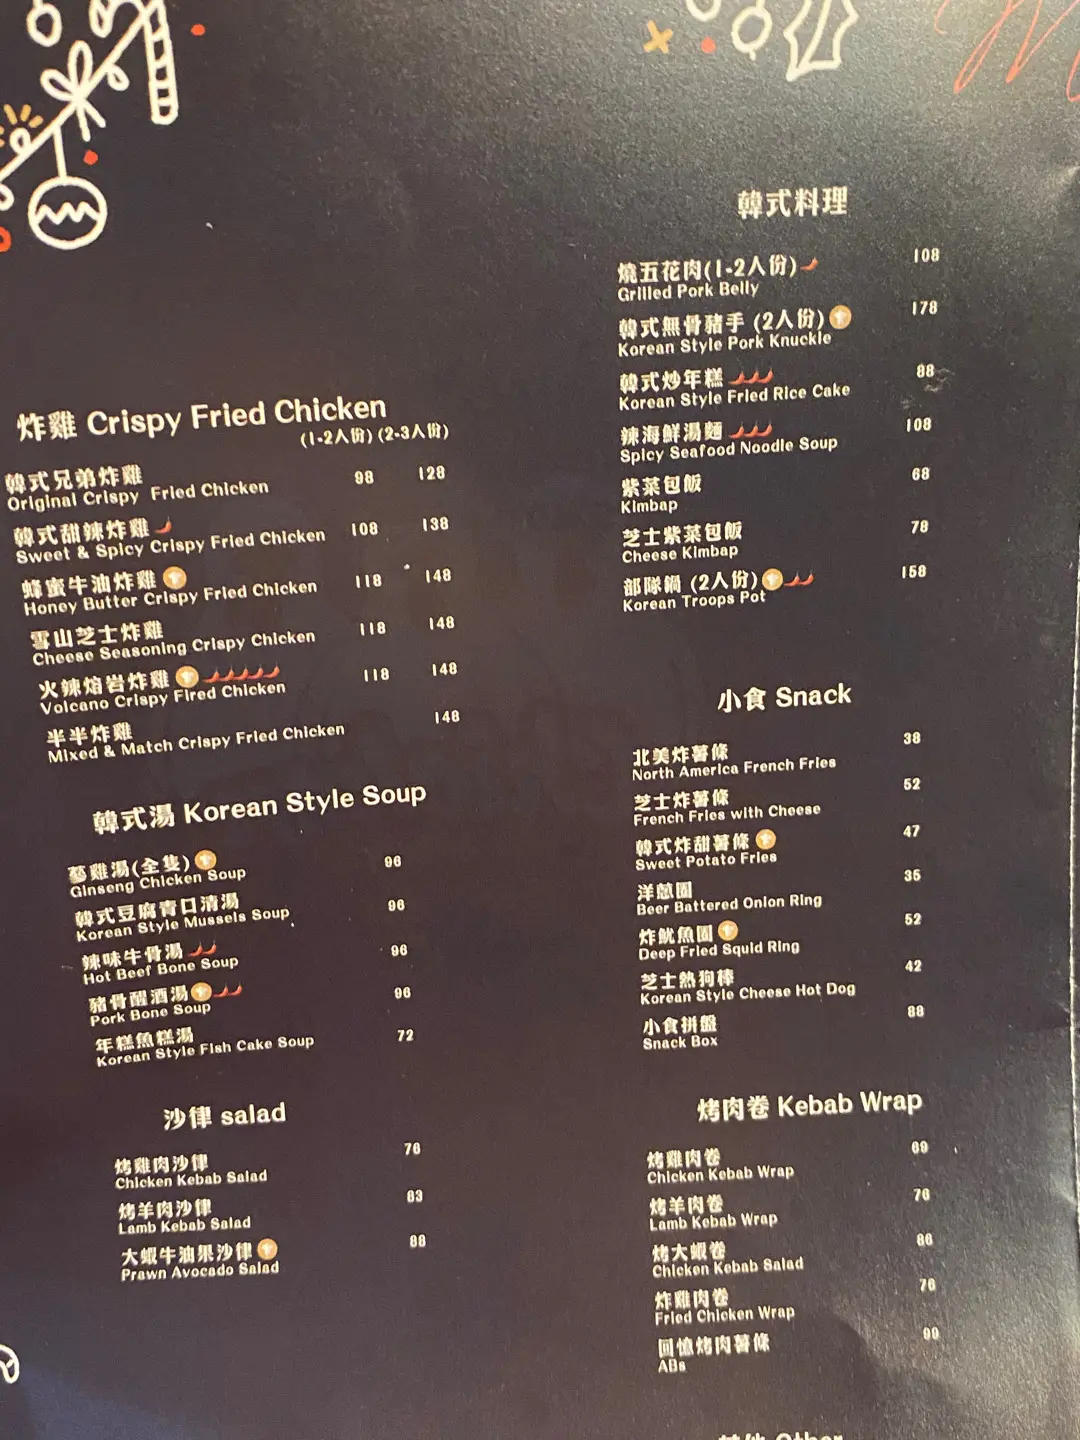 炸雞 Crispy Fried Chicken
(1-2人份) (2-3人份)
韓式兄弟炸雞 98 128
Original Crispy Fried Chicken
韓式甜辣炸雞 108 138
Sweet & Spicy Crispy Fried Chicken
蜂蜜牛油炸雞 118 148
Honey Butter Crispy Fried Chicken
雪山芝士炸雞 118 148
Cheese Seasoning Crispy Chicken
火辣熔岩炸雞 118 148
Volcano Crispy Fired Chicken
半半炸雞 148
Mixed & Match Crispy Fried Chicken
韓式湯 Korean Style Soup
蔘雞湯(全隻) 96
Ginseng Chicken Soup
韓式豆腐青口清湯 96
Korean Style Mussels Soup
辣味牛骨湯 96
Hot Beef Bone Soup
豬骨醒酒湯 96
Pork Bone Soup
年糕魚糕湯 72
Korean Style Fish Cake Soup
沙律 salad
烤雞肉沙律 76
Chicken Kebab Salad
烤羊肉沙律 83
Lamb Kebab Salad
大蝦牛油果沙律 88
Prawn Avocado Salad
韓式料理
燒五花肉(1-2人份) 108
Grilled Pork Belly
韓式無骨豬手 (2人份) 178
Korean Style Pork Knuckle
韓式炒年糕 88
Korean Style Fried Rice Cake
辣海鮮湯麵 108
Spicy Seafood Noodle Soup
紫菜包飯 68
Kimbap
芝士紫菜包飯 78
Cheese Kimbap
部隊鍋 (2人份) 158
Korean Troops Pot
小食 Snack
北美炸薯條 38
North America French Fries
芝士炸薯條 52
French Fries with Cheese
韓式炸甜薯條 47
Sweet Potato Fries
洋蔥圈 35
Beer Battered Onion Ring
炸魷魚圈 52
Deep Fried Squid Ring
芝士熱狗棒 42
Korean Style Cheese Hot Dog
小食拼盤 88
Snack Box
烤肉卷 Kebab Wrap
烤雞肉卷 69
Chicken Kebab Wrap
烤羊肉卷 76
Lamb Kebab Wrap
烤大蝦卷 86
Chicken Kebab Salad
炸雞肉卷 76
Fried Chicken Wrap
回憶烤肉薯條 99
ABs
其他 Other